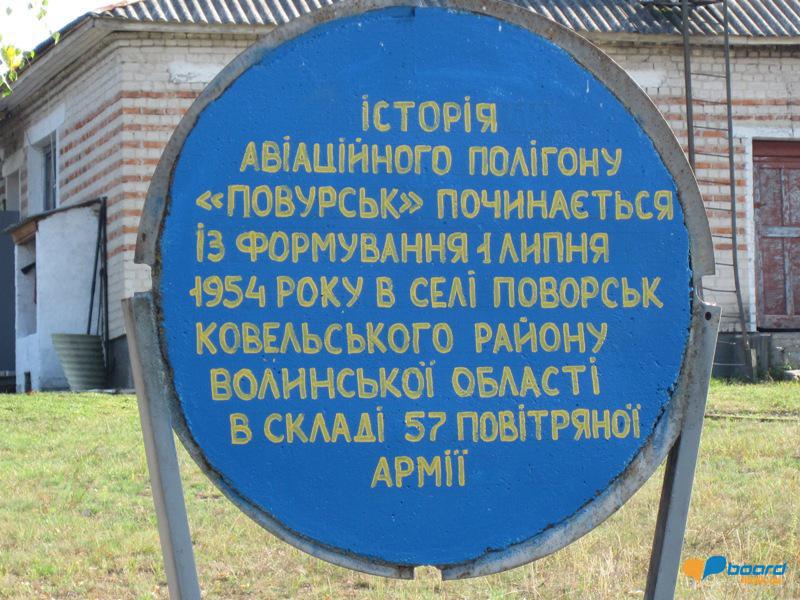 ІСТОРІЯ
АВІАЦІЙНОГО ПОЛІГОНУ
«ПОВУРСЬК» ПОЧИНАЄТЬСЯ
ІЗ ФОРМУВАННЯ 1 ЛИПНЯ
1954 РОКУ В СЕЛІ ПОВОРСЬК
КОВЕЛЬСЬКОГО РАЙОНУ
ВОЛИНСЬКОЇ ОБЛАСТІ
В СКЛАДІ 57 ПОВІТРЯНОЇ
АРМІЇ
board